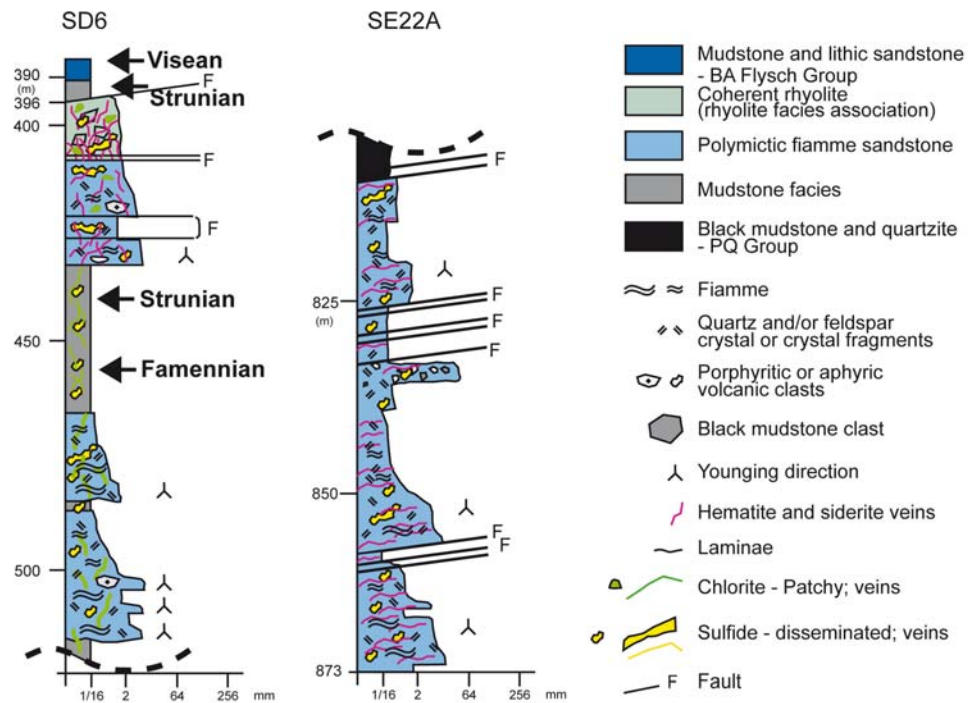 SD6
SE22A
Visean
390
(m)
F
Strunian
396
400
F
F
Strunian
450
Famennian
500
1/16 2 64 256 mm
F
825
(m)
F
F
F
850
F
F
873
1/16 2 64 256 mm
Mudstone and lithic sandstone
- BA Flysch Group
Coherent rhyolite
(rhyolite facies association)
Polymictic fiamme sandstone
Mudstone facies
Black mudstone and quartzite
- PQ Group
Fiamme
Quartz and/or feldspar
crystal or crystal fragments
Porphyritic or aphyric
volcanic clasts
Black mudstone clast
Younging direction
Hematite and siderite veins
Laminae
Chlorite - Patchy; veins
Sulfide - disseminated; veins
F Fault